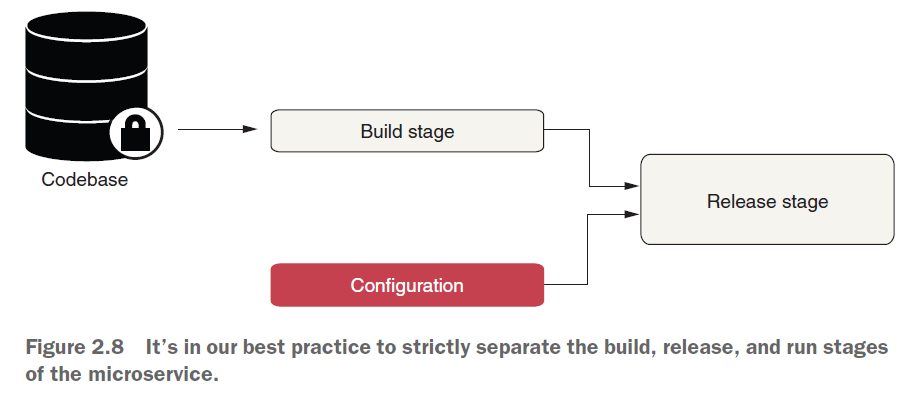 Codebase
Build stage
Release stage
Configuration
Figure 2.8 It’s in our best practice to strictly separate the build, release, and run stages
of the microservice.